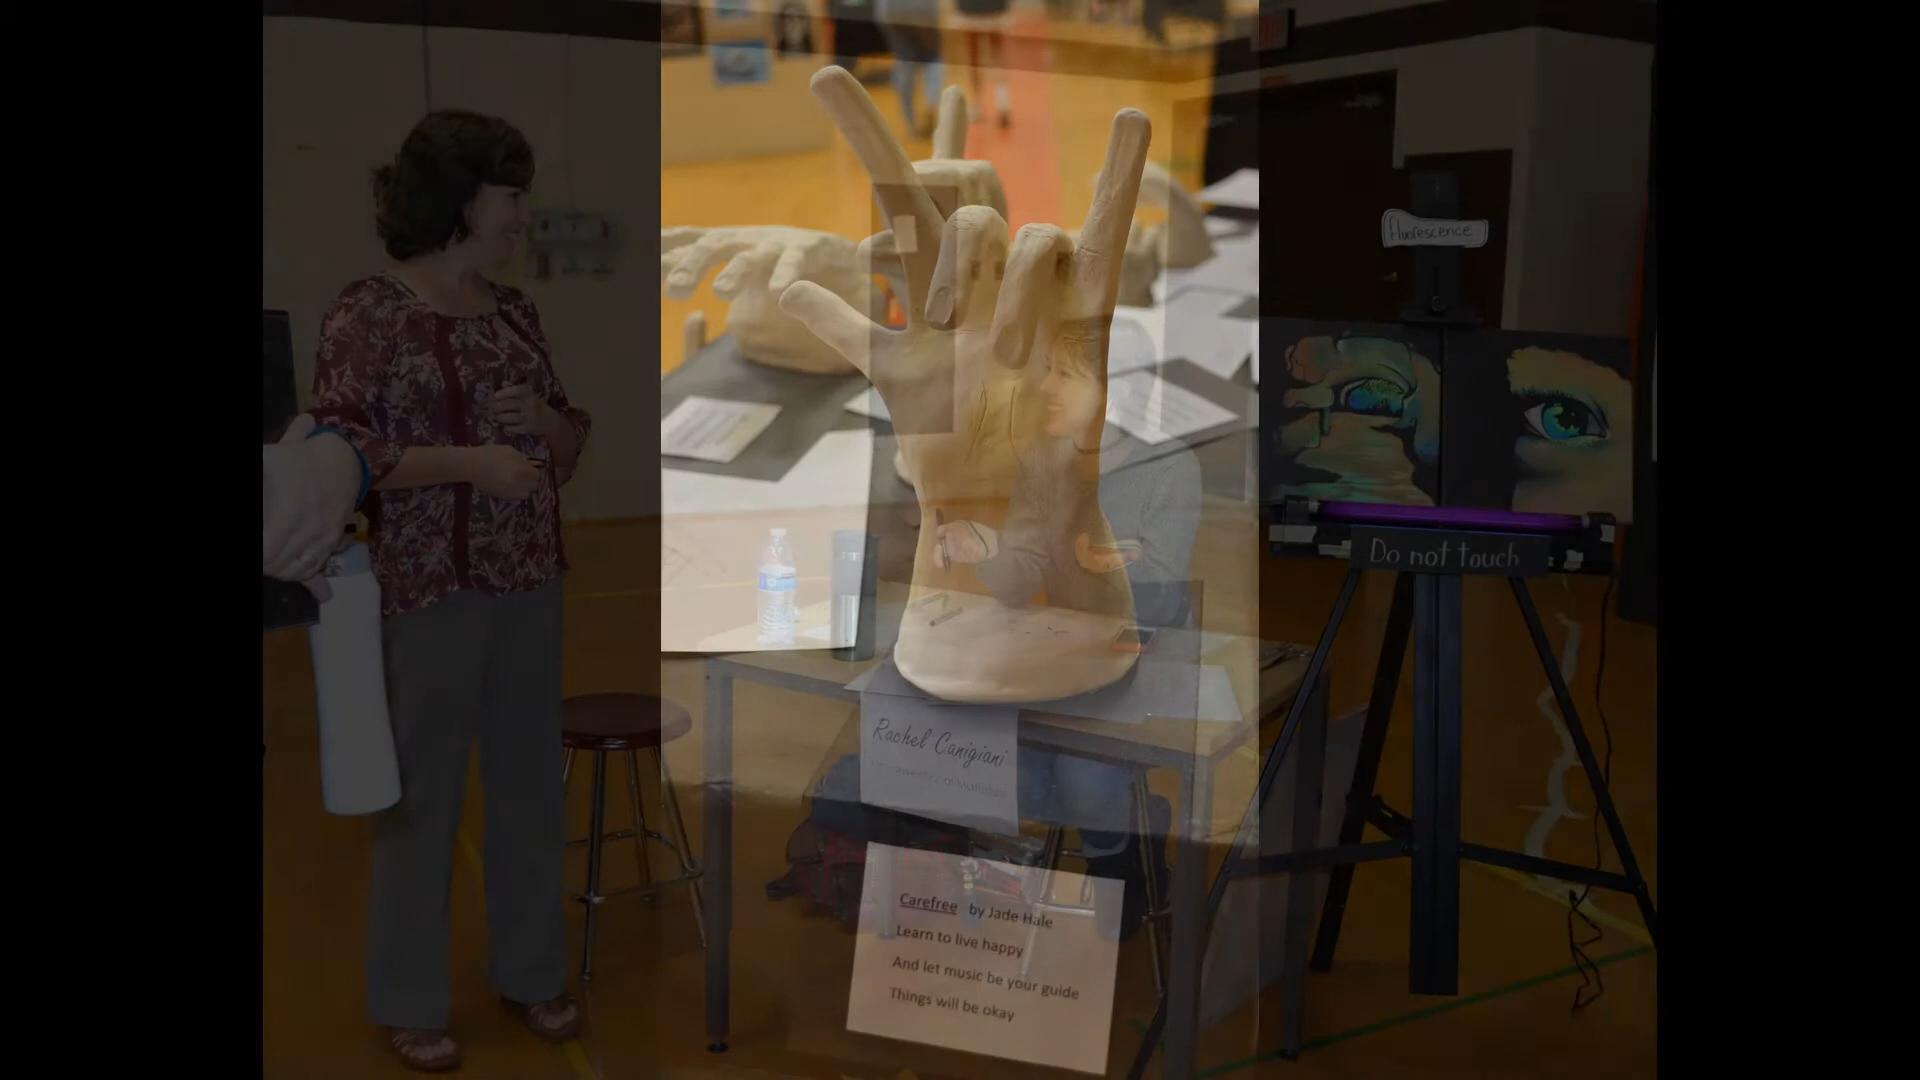 fluorescence
Do not touch
Rachel Canigiani
Carefree by Jade Hale
Learn to live happy
And let music be your guide
Things will be okay